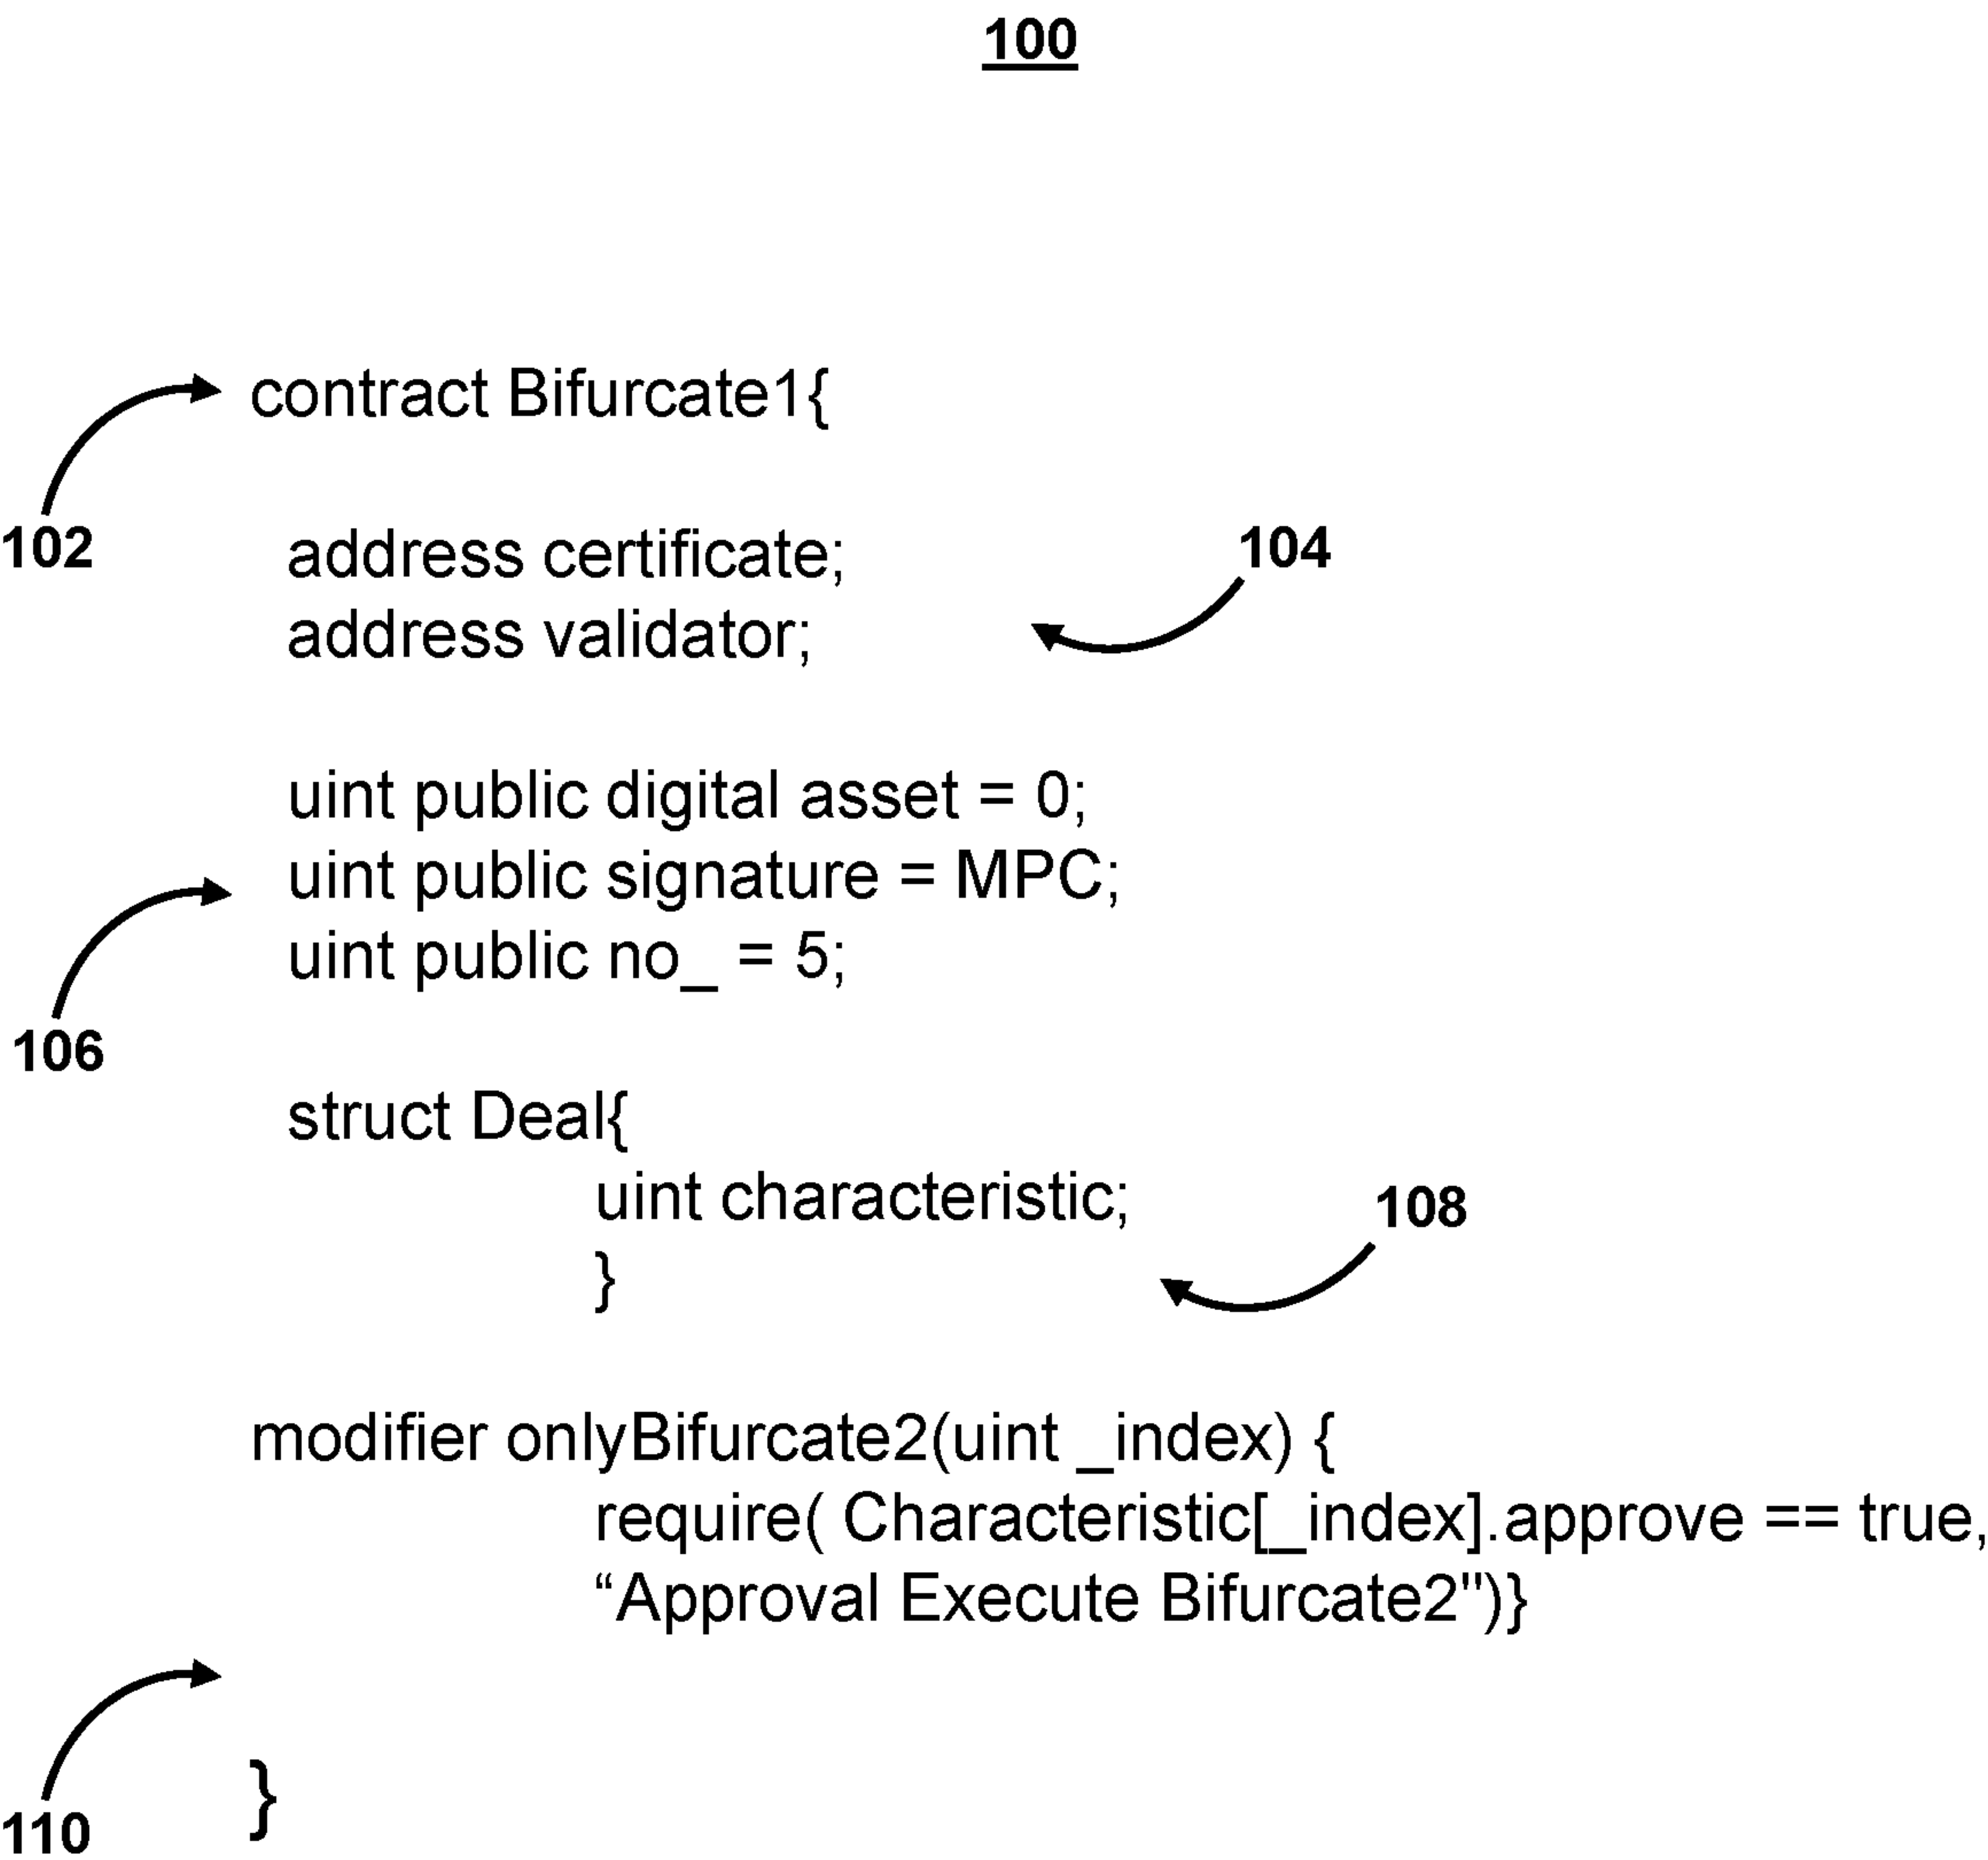 100
contract Bifurcate1{
102
address certificate;
104
address validator;
uint public digital asset = 0;
uint public signature = MPC;
uint public no_ = 5;
106
struct Deal{
uint characteristic;
108
}
modifier onlyBifurcate2(uint _index) {
require( Characteristic[_index].approve == true,
“Approval Execute Bifurcate2")}
}
110